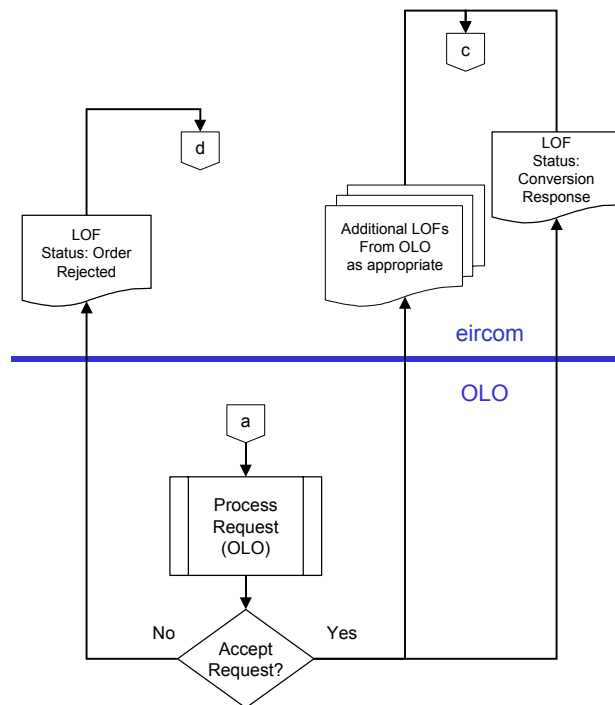 c
d
LOF
Status:
Conversion
Response
LOF
Status: Order
Rejected
Additional LOFs
From OLO
as appropriate
eircom
OLO
a
Process
Request
(OLO)
No
Yes
Accept
Request?